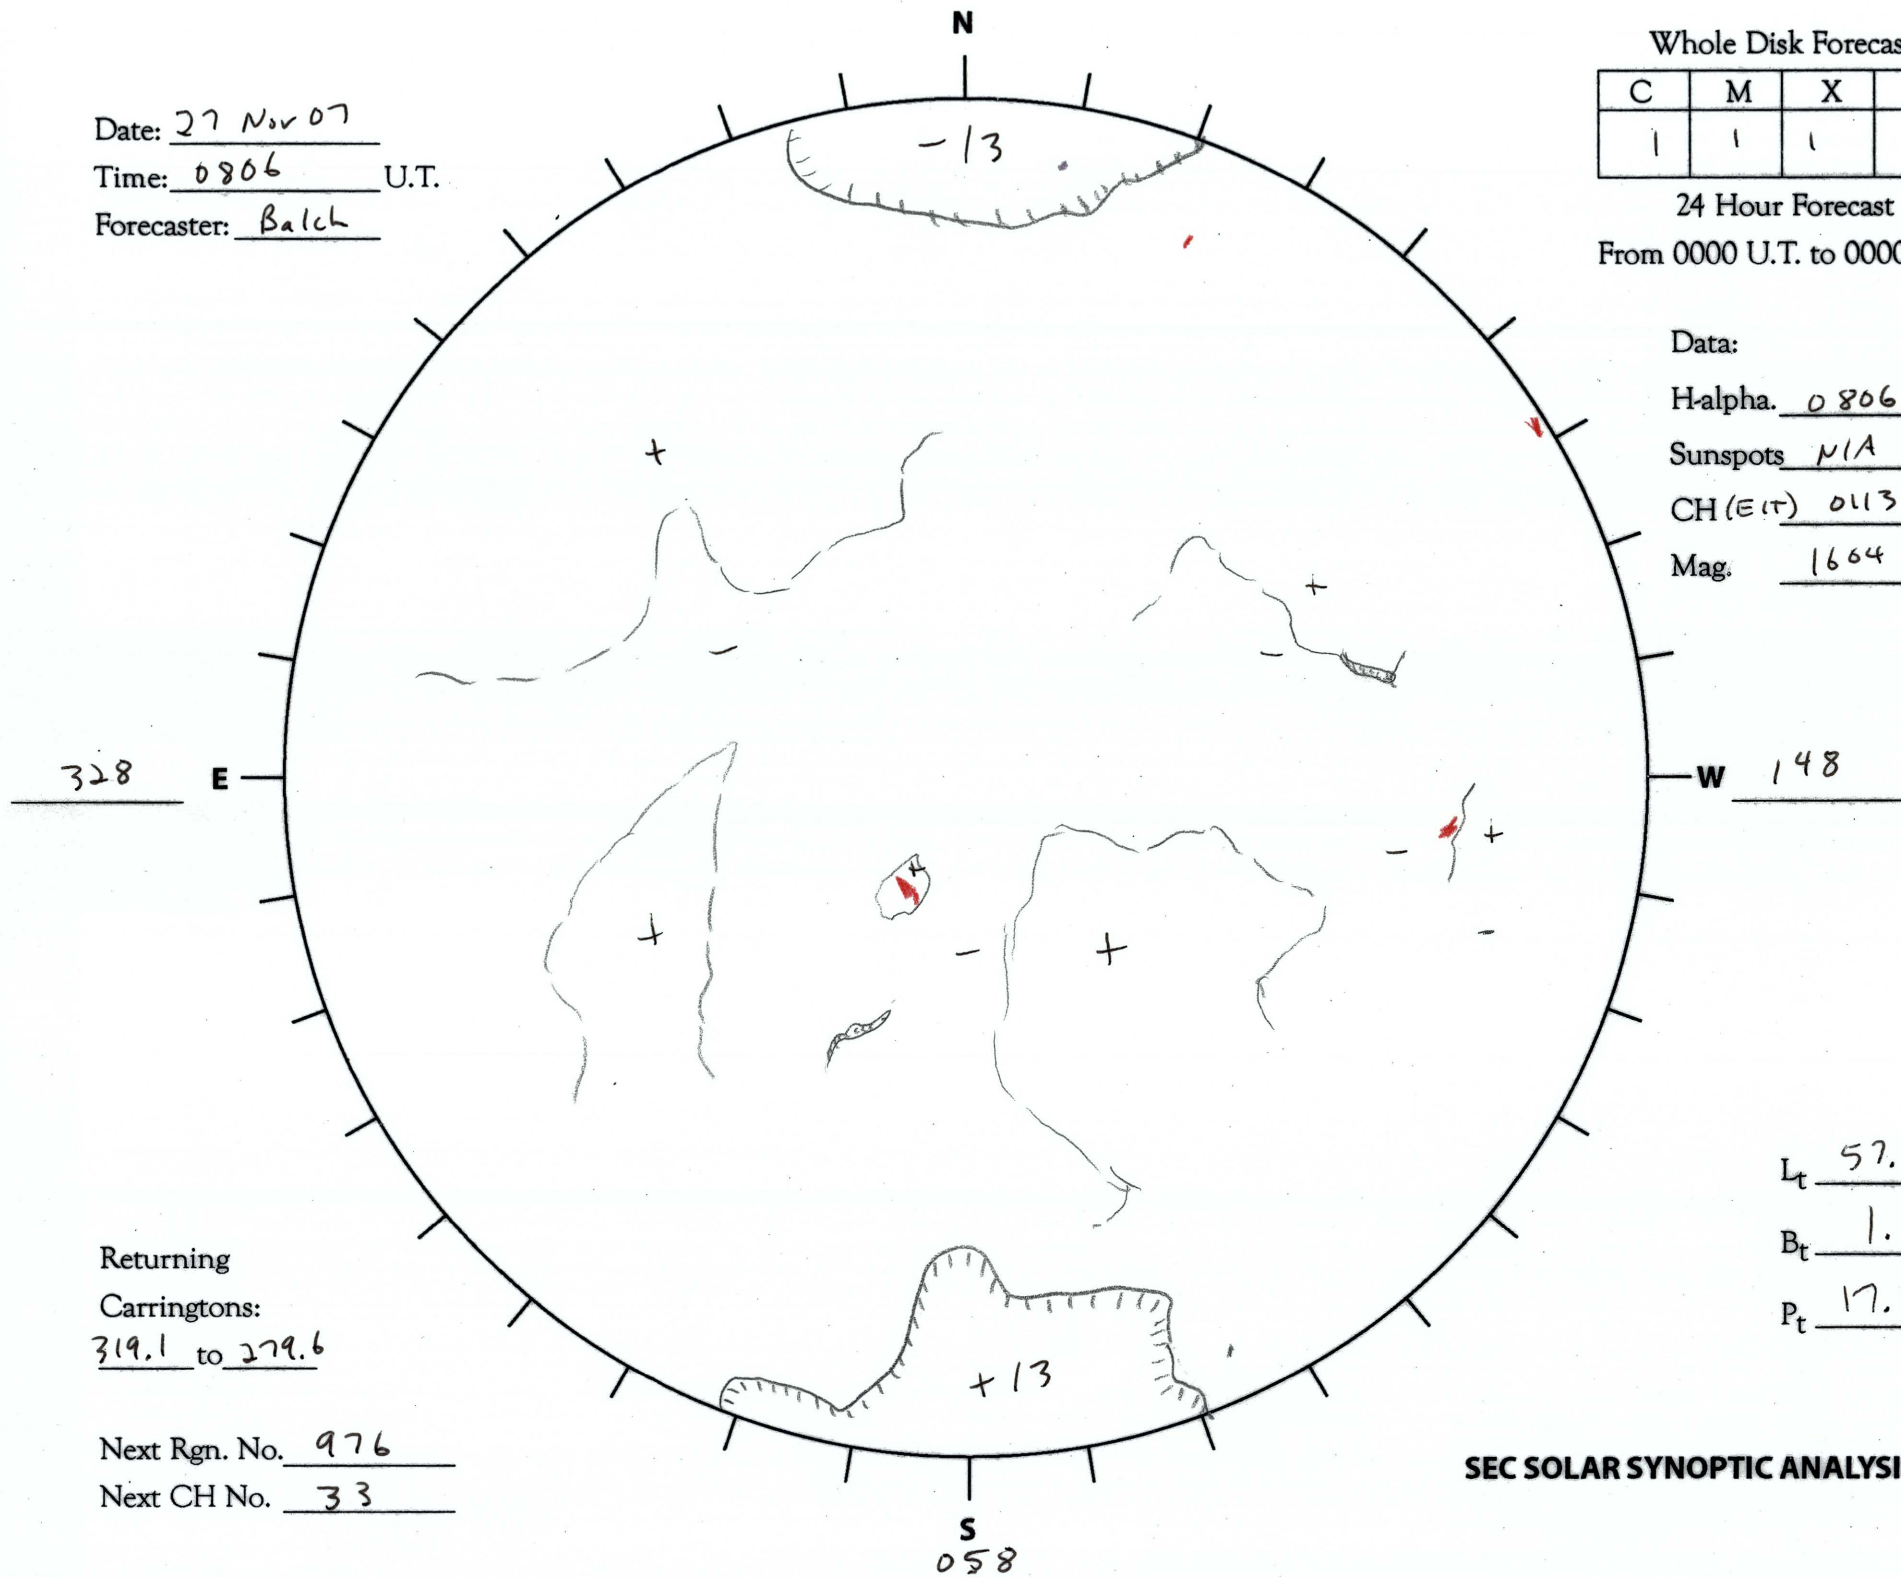 N
Whole Disk Forecas
C M X
1 1 1
24 Hour Forecast
From 0000 U.T. to 0000
Date: 27 Nov 07
Time: 0806 U.T.
Forecaster: Balch
-13
Data:
H-alpha. 0806
Sunspots N/A
CH (EIT) 0113
Mag. 1604
+
+
-
-
328 E
W 148
- +
+
+
- +
-
Lt 57.
Bt 1.
Pt 17.
Returning
Carringtons:
319.1 to 279.6
+13
Next Rgn. No. 976
Next CH No. 33
SEC SOLAR SYNOPTIC ANALYSI
S
058